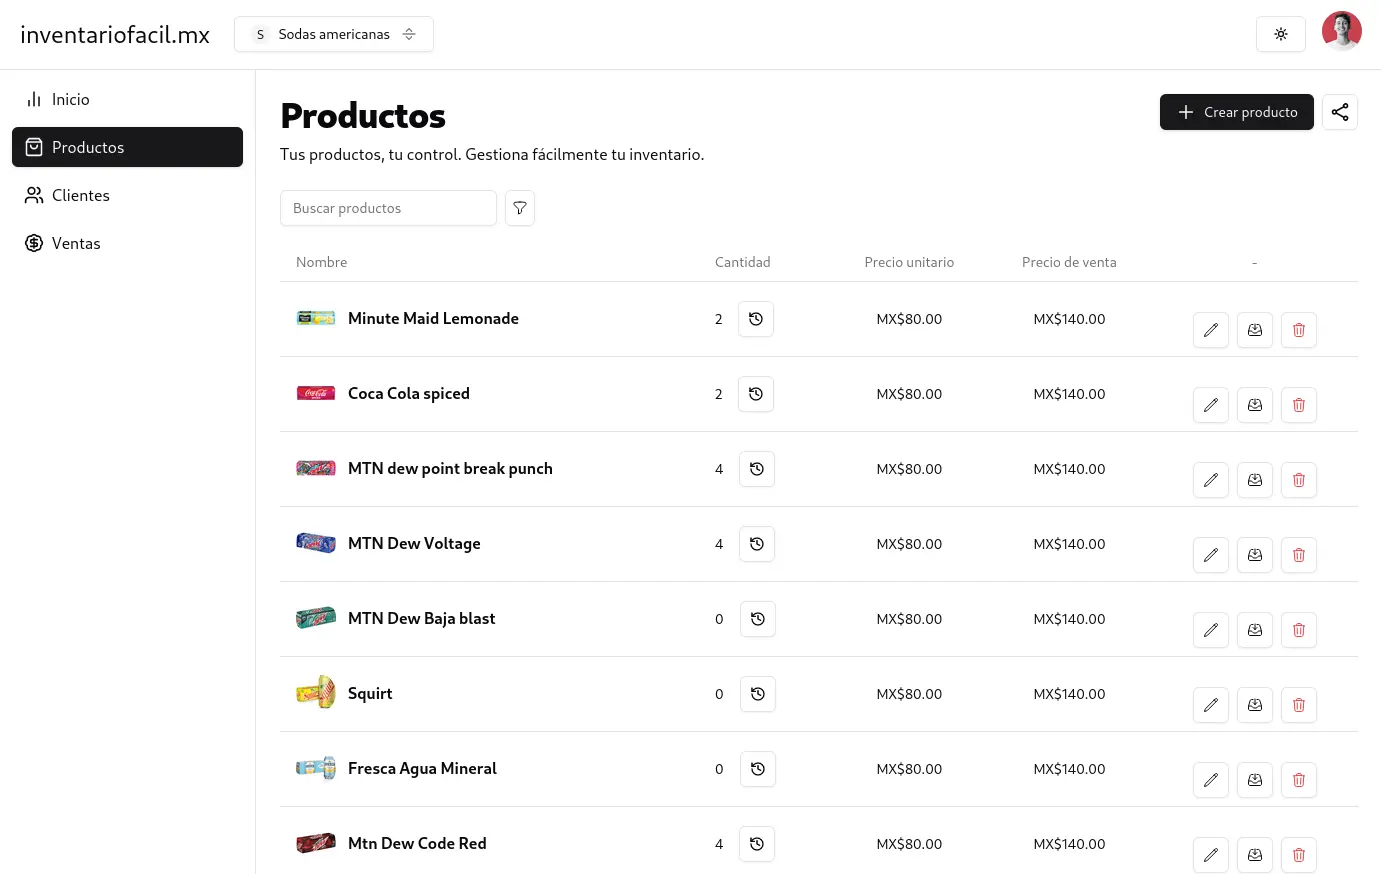 inventariofacil.mx
S Sodas americanas
Inicio
Productos
Clientes
Ventas
Productos
Crear producto
Tus productos, tu control. Gestiona fácilmente tu inventario.
Buscar productos
Nombre Cantidad Precio unitario Precio de venta -
Minute Maid Lemonade 2 MX$80.00 MX$140.00
Coca Cola spiced 2 MX$80.00 MX$140.00
MTN dew point break punch 4 MX$80.00 MX$140.00
MTN Dew Voltage 4 MX$80.00 MX$140.00
MTN Dew Baja blast 0 MX$80.00 MX$140.00
Squirt 0 MX$80.00 MX$140.00
Fresca Agua Mineral 0 MX$80.00 MX$140.00
Mtn Dew Code Red 4 MX$80.00 MX$140.00